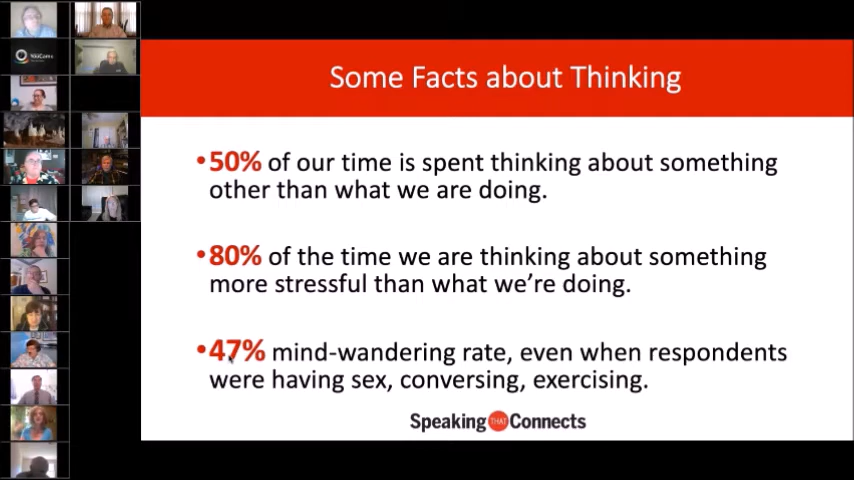 Some Facts about Thinking
•50% of our time is spent thinking about something
other than what we are doing.
•80% of the time we are thinking about something
more stressful than what we're doing.
•47% mind-wandering rate, even when respondents
were having sex, conversing, exercising.
Speaking THAT Connects